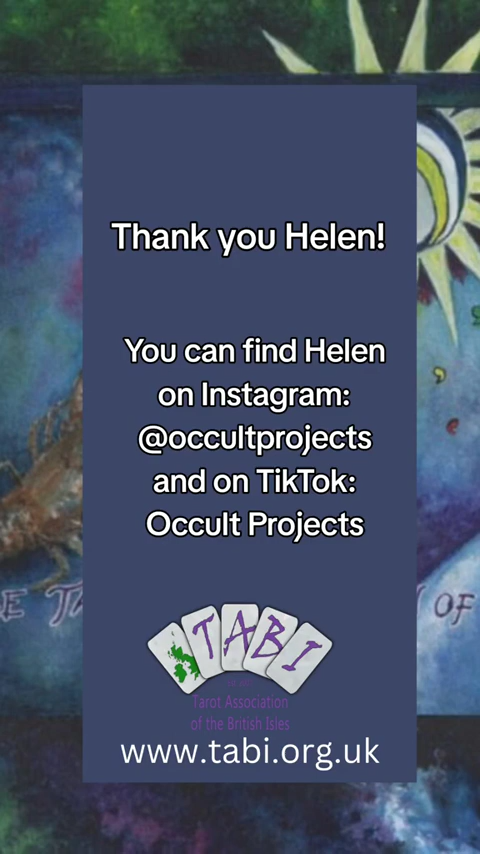 Thank you Helen!
You can find Helen
on Instagram:
@occultprojects
and on TikTok:
Occult Projects
TABI
Tarot Association
of the British Isles
www.tabi.org.uk
OF